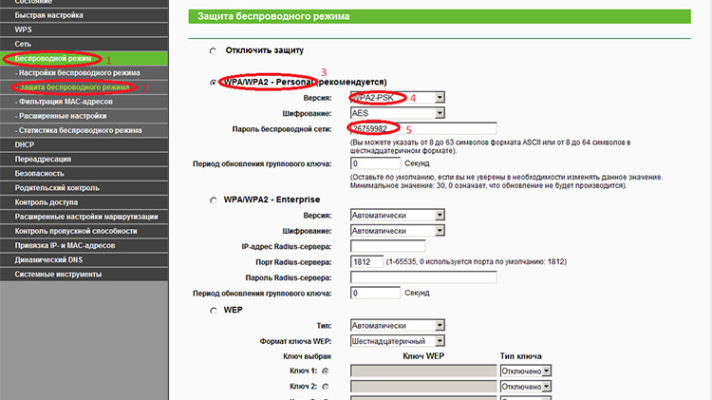 Состояние
Быстрая настройка
WPS
Сеть
Беспроводной режим 1
- Настройки беспроводного режима
- Защита беспроводного режима
- Фильтрация MAC-адресов
- Расширенные настройки
- Статистика беспроводного режима
DHCP
Переадресация
Безопасность
Родительский контроль
Контроль доступа
Расширенные настройки маршрутизации
Контроль пропускной способности
Привязка IP- и MAC-адресов
Динамический DNS
Системные инструменты
Защита беспроводного режима
Отключить защиту
3
WPA/WPA2 - Personal (рекомендуется)
Версия: WPA2-PSK 4
Шифрование: AES
Пароль беспроводной сети: 26759982 5
(Вы можете указать от 8 до 63 символов формата ASCII или от 8 до 64 символов в
шестнадцатеричном формате).
Период обновления группового ключа: 0 Секунд
(Оставьте по умолчанию, если вы не уверены в необходимости изменять данное значение.
Минимальное значение: 30, 0 означает, что обновление не будет производится).
WPA/WPA2 - Enterprise
Версия: Автоматически
Шифрование: Автоматически
IP-адрес Radius-сервера:
Порт Radius-сервера: 1812 (1-65535, 0 используется порта по умолчанию: 1812)
Пароль Radius-сервера:
Период обновления группового ключа: 0 Секунд
WEP
Тип: Автоматически
Формат ключа WEP: Шестнадцатеричный
Ключ выбран Ключ WEP Тип ключа
Ключ 1: Отключено
Ключ 2: Отключено